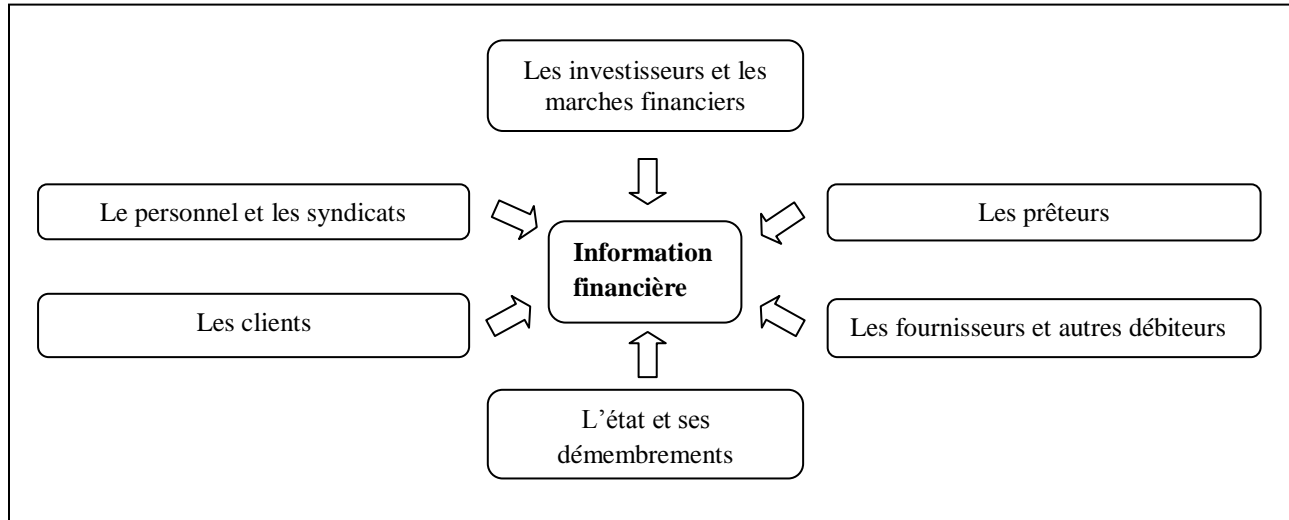 Les investisseurs et les
marches financiers
Le personnel et les syndicats
Les prêteurs
Information
financière
Les clients
Les fournisseurs et autres débiteurs
L’état et ses
démembrements